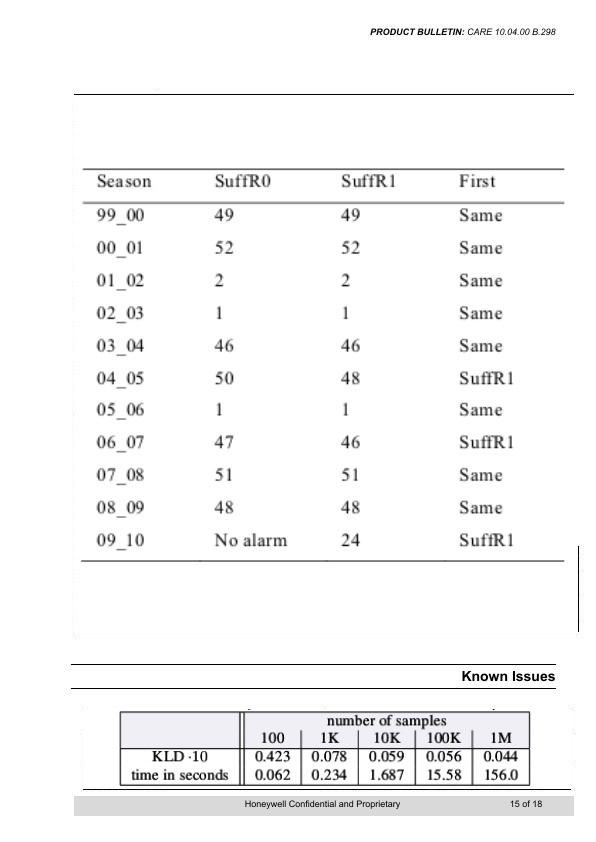 PRODUCT BULLETIN: CARE 10.04.00 B.298
Season SuffR0 SuffR1 First
99_00 49 49 Same
00_01 52 52 Same
01_02 2 2 Same
02_03 1 1 Same
03_04 46 46 Same
04_05 50 48 SuffR1
05_06 1 1 Same
06_07 47 46 SuffR1
07_08 51 51 Same
08_09 48 48 Same
09_10 No alarm 24 SuffR1
Known Issues
number of samples
100 1K 10K 100K 1M
KLD ·10 0.423 0.078 0.059 0.056 0.044
time in seconds 0.062 0.234 1.687 15.58 156.0
Honeywell Confidential and Proprietary 15 of 18